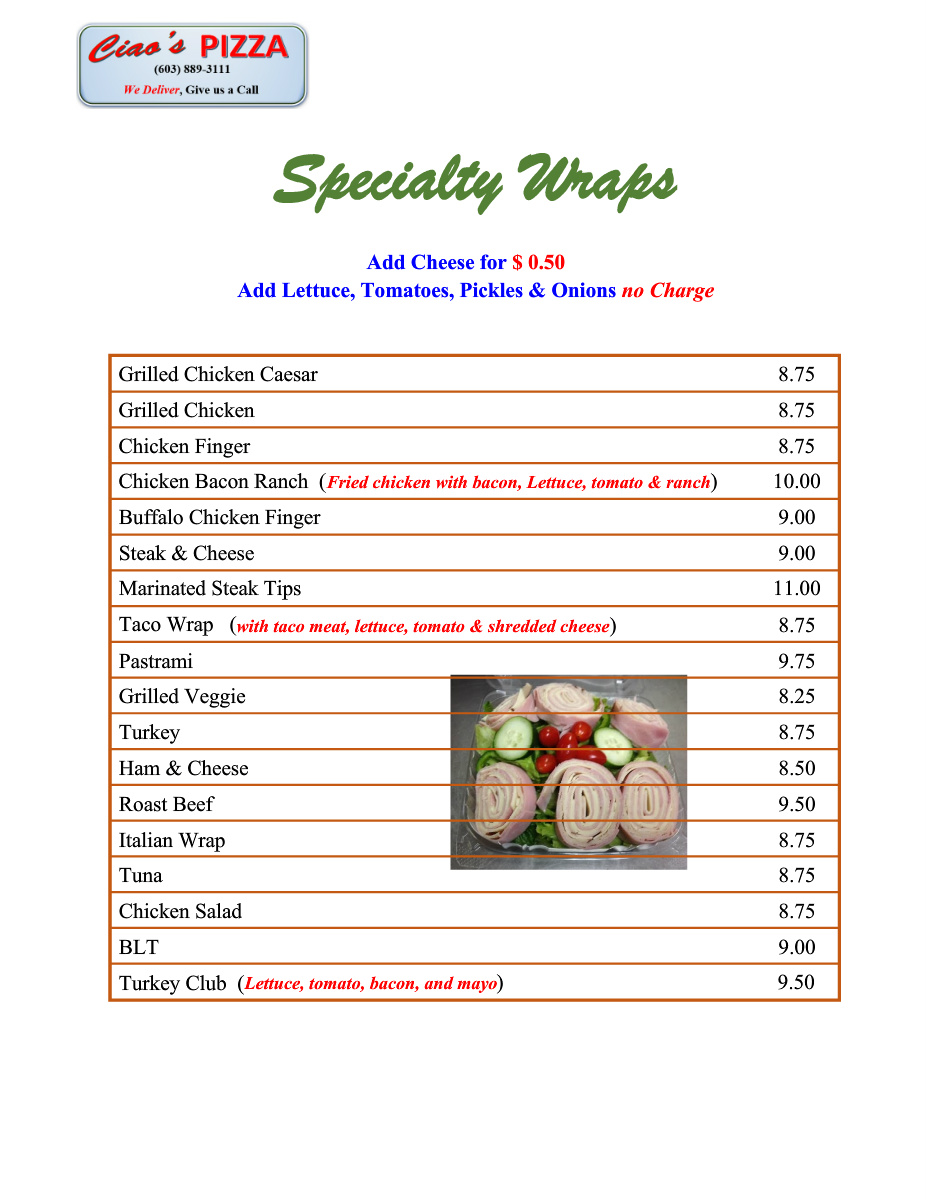 Ciao's PIZZA
(603) 889-3111
We Deliver, Give us a Call
Specialty Wraps
Add Cheese for $ 0.50
Add Lettuce, Tomatoes, Pickles & Onions no Charge
Grilled Chicken Caesar 8.75
Grilled Chicken 8.75
Chicken Finger 8.75
Chicken Bacon Ranch (Fried chicken with bacon, Lettuce, tomato & ranch) 10.00
Buffalo Chicken Finger 9.00
Steak & Cheese 9.00
Marinated Steak Tips 11.00
Taco Wrap (with taco meat, lettuce, tomato & shredded cheese) 8.75
Pastrami 9.75
Grilled Veggie 8.25
Turkey 8.75
Ham & Cheese 8.50
Roast Beef 9.50
Italian Wrap 8.75
Tuna 8.75
Chicken Salad 8.75
BLT 9.00
Turkey Club (Lettuce, tomato, bacon, and mayo) 9.50